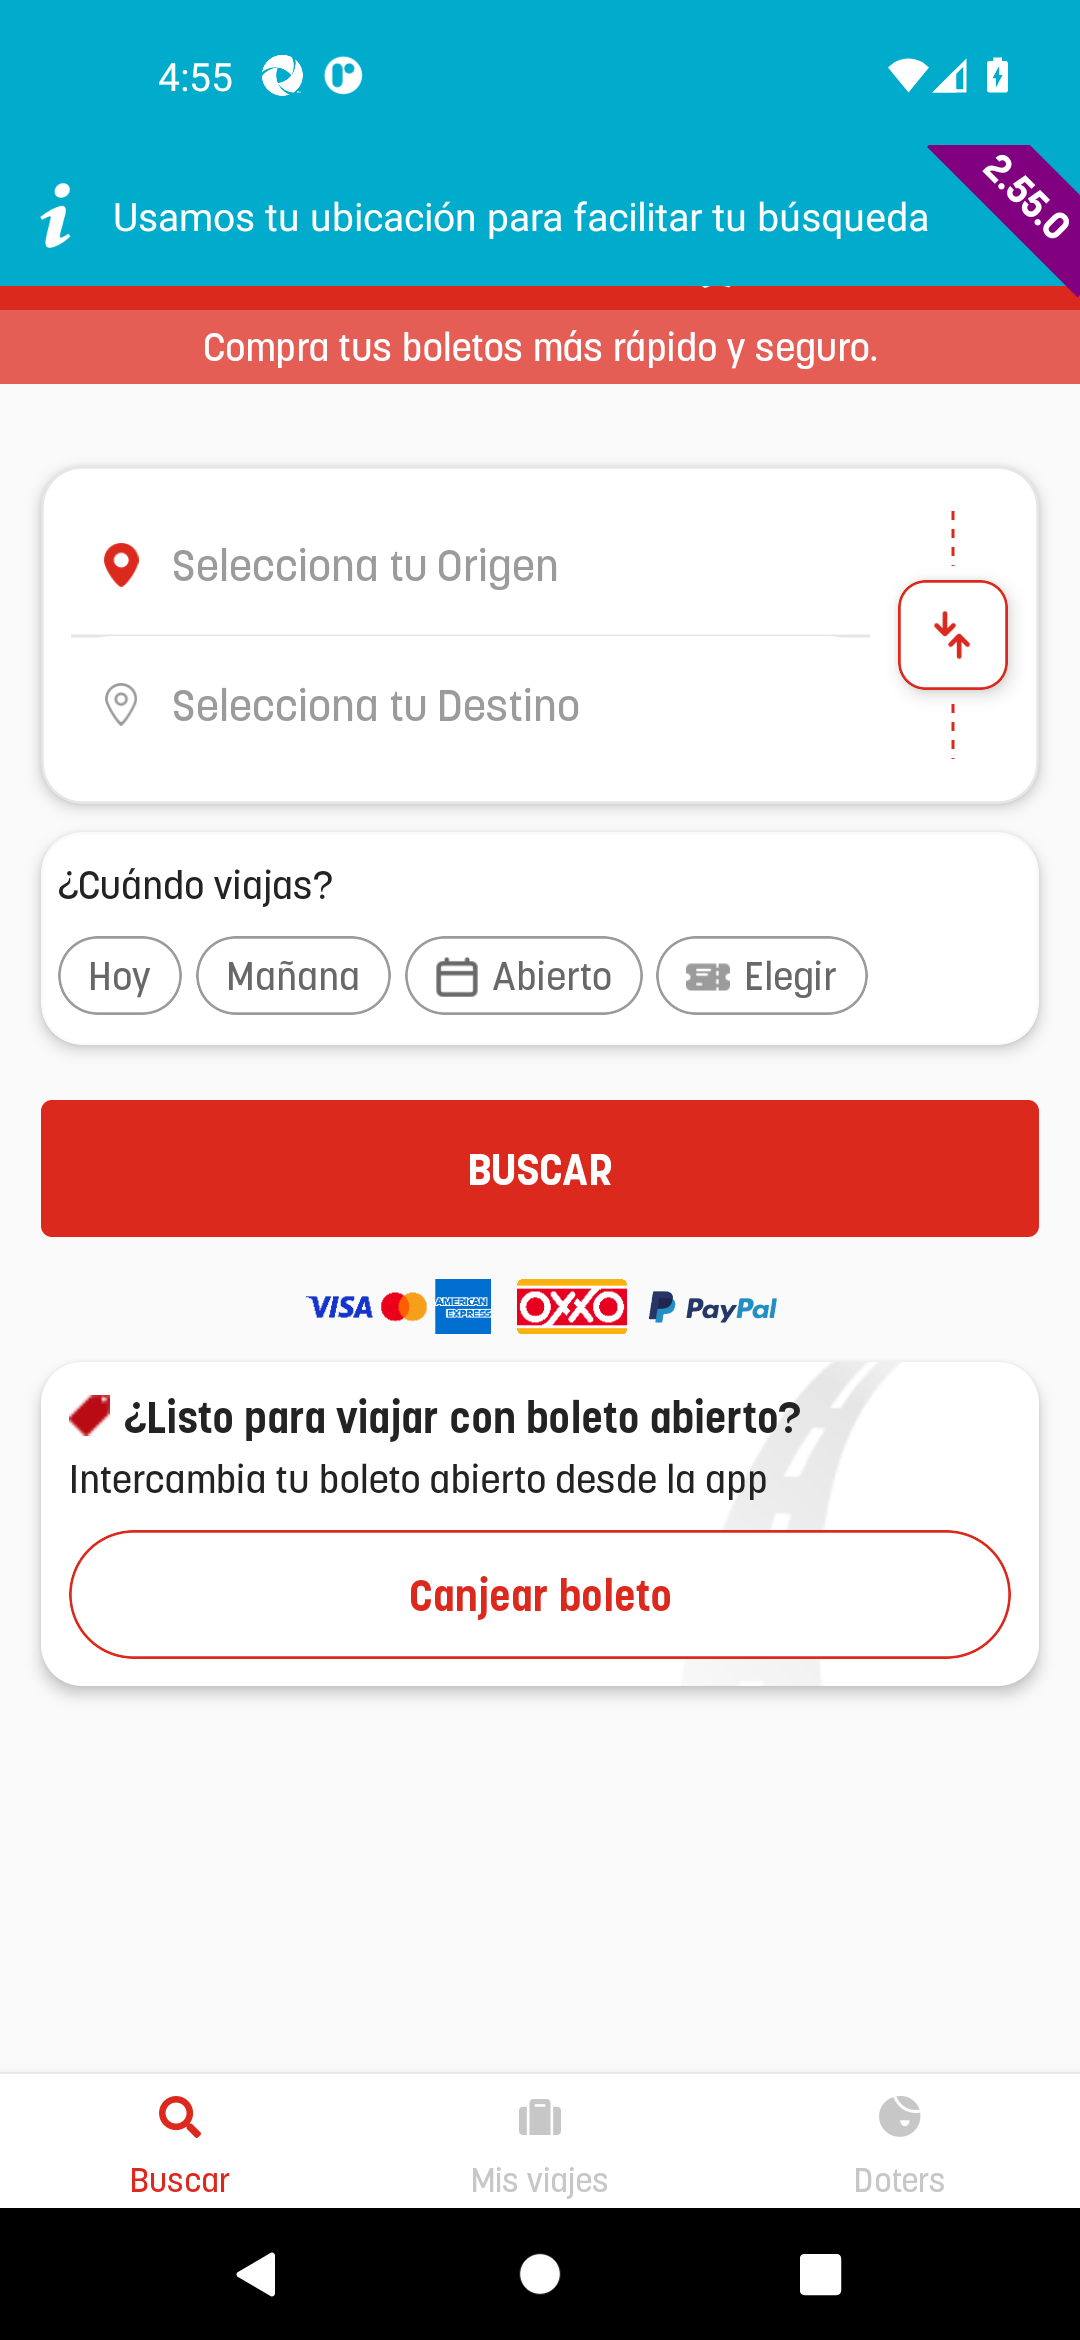 4:55
2.55.0
Usamos tu ubicación para facilitar tu búsqueda
Compra tus boletos más rápido y seguro.
Selecciona tu Origen
Selecciona tu Destino
¿Cuándo viajas?
Hoy Mañana Abierto Elegir
BUSCAR
VISA AMERICAN EXPRESS OXXO PayPal
¿Listo para viajar con boleto abierto?
Intercambia tu boleto abierto desde la app
Canjear boleto
Buscar Mis viajes Doters